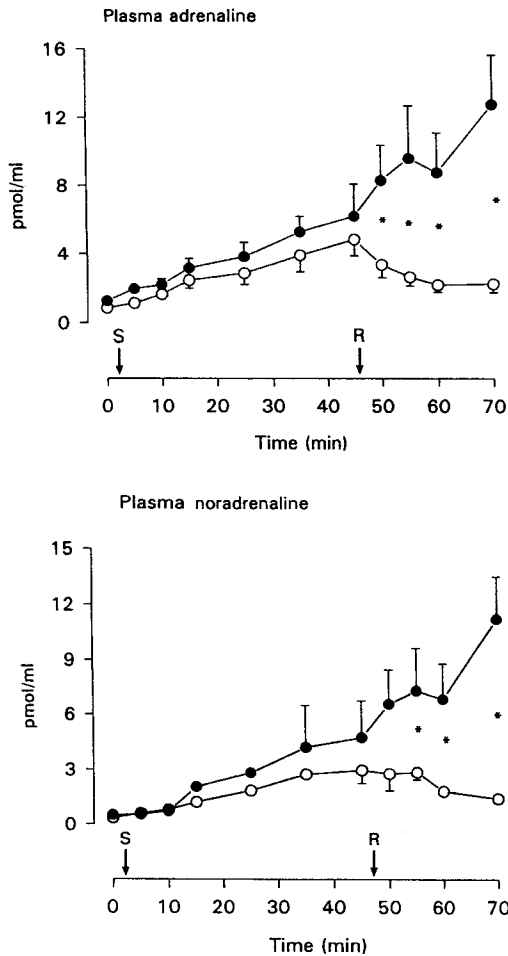 Plasma adrenaline
16
12
8
4
0
pmol/ml
* * * *
S R
0 10 20 30 40 50 60 70
Time (min)
Plasma noradrenaline
15
12
9
6
3
0
pmol/ml
* * *
S R
0 10 20 30 40 50 60 70
Time (min)